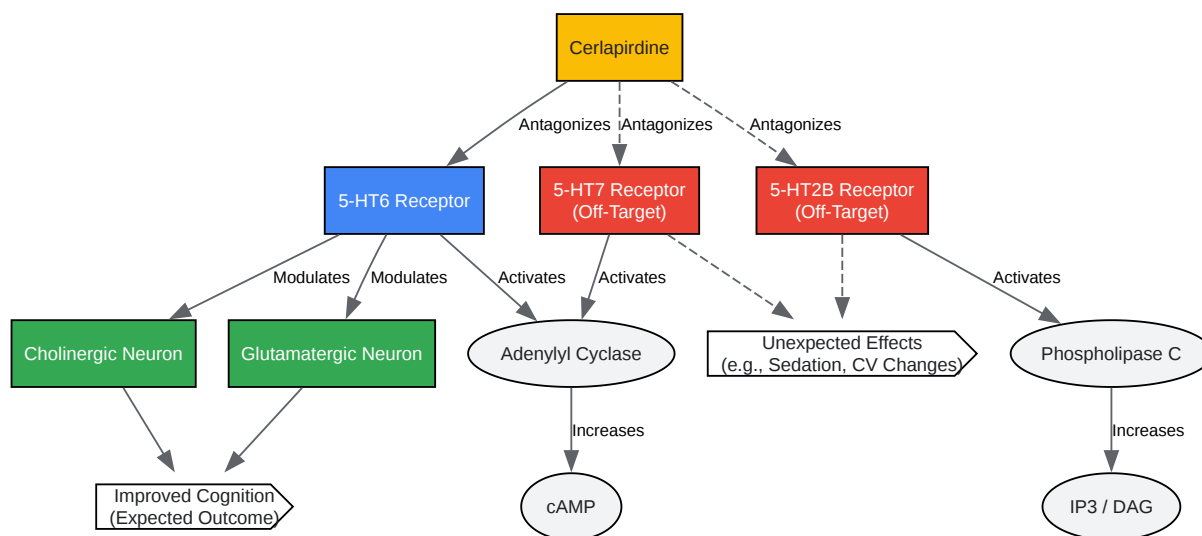 Cerlapirdine
Antagonizes
Antagonizes
Antagonizes
5-HT6 Receptor
5-HT7 Receptor
(Off-Target)
5-HT2B Receptor
(Off-Target)
Modulates
Modulates
Activates
Activates
Activates
Cholinergic Neuron
Glutamatergic Neuron
Adenylyl Cyclase
Unexpected Effects
(e.g., Sedation, CV Changes)
Phospholipase C
Increases
Increases
Improved Cognition
(Expected Outcome)
cAMP
IP3 / DAG